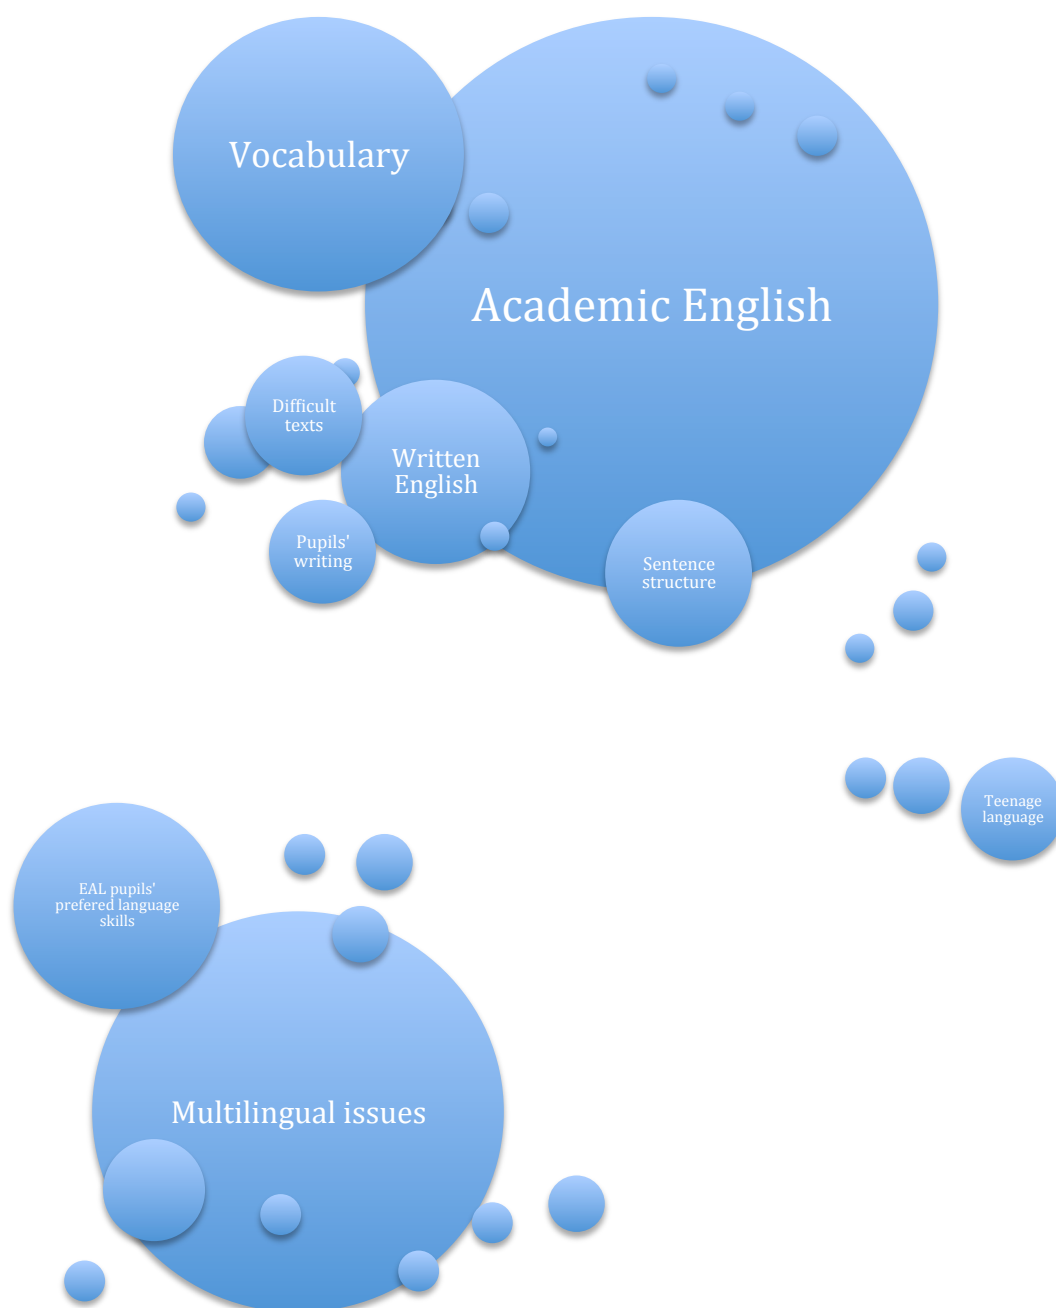 Vocabulary
Academic English
Difficult
texts
Written
English
Pupils'
writing
Sentence
structure
Teenage
language
EAL pupils'
prefered language
skills
Multilingual issues